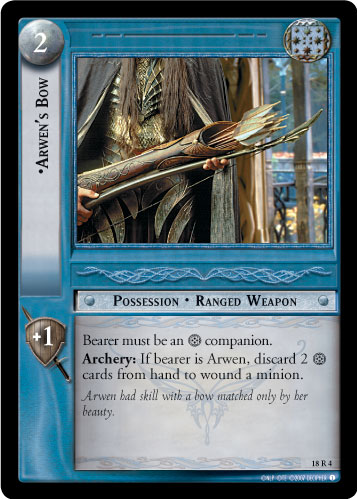 2
•Arwen's Bow
Possession • Ranged Weapon
+1
Bearer must be an companion.
Archery: If bearer is Arwen, discard 2
cards from hand to wound a minion.
Arwen had skill with a bow matched only by her
beauty.
18 R 4